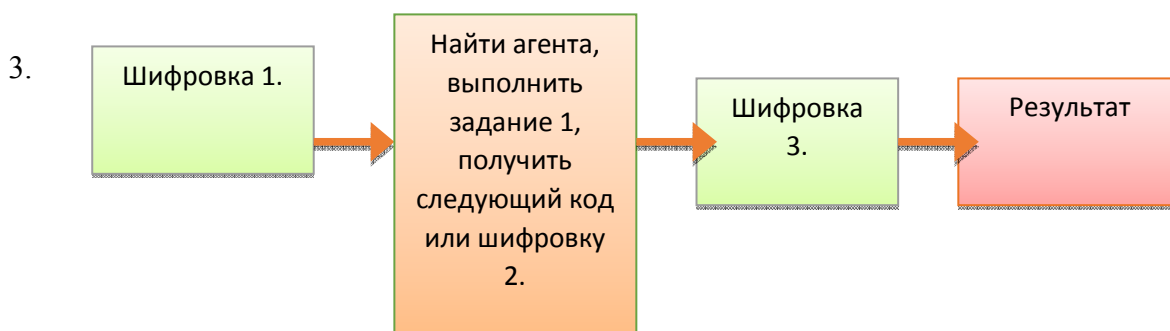 3.
Шифровка 1.
Найти агента,
выполнить
задание 1,
получить
следующий код
или шифровку
2.
Шифровка
3.
Результат